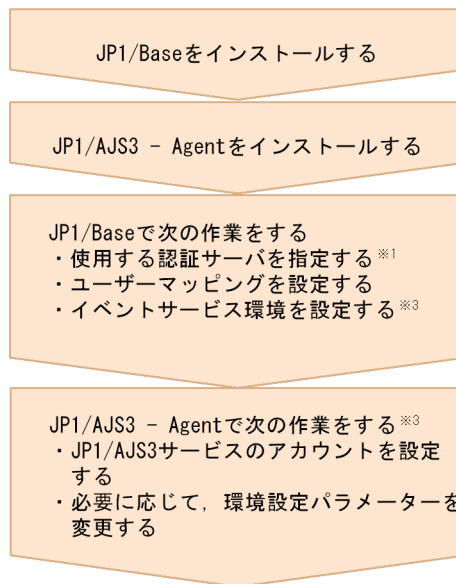 JP1/Baseをインストールする
JP1/AJS3 － Agentをインストールする
JP1/Baseで次の作業をする
・使用する認証サーバを指定する※1
・ユーザーマッピングを設定する
・イベントサービス環境を設定する※3
JP1/AJS3 － Agentで次の作業をする※3
・JP1/AJS3サービスのアカウントを設定
する
・必要に応じて，環境設定パラメーターを
変更する